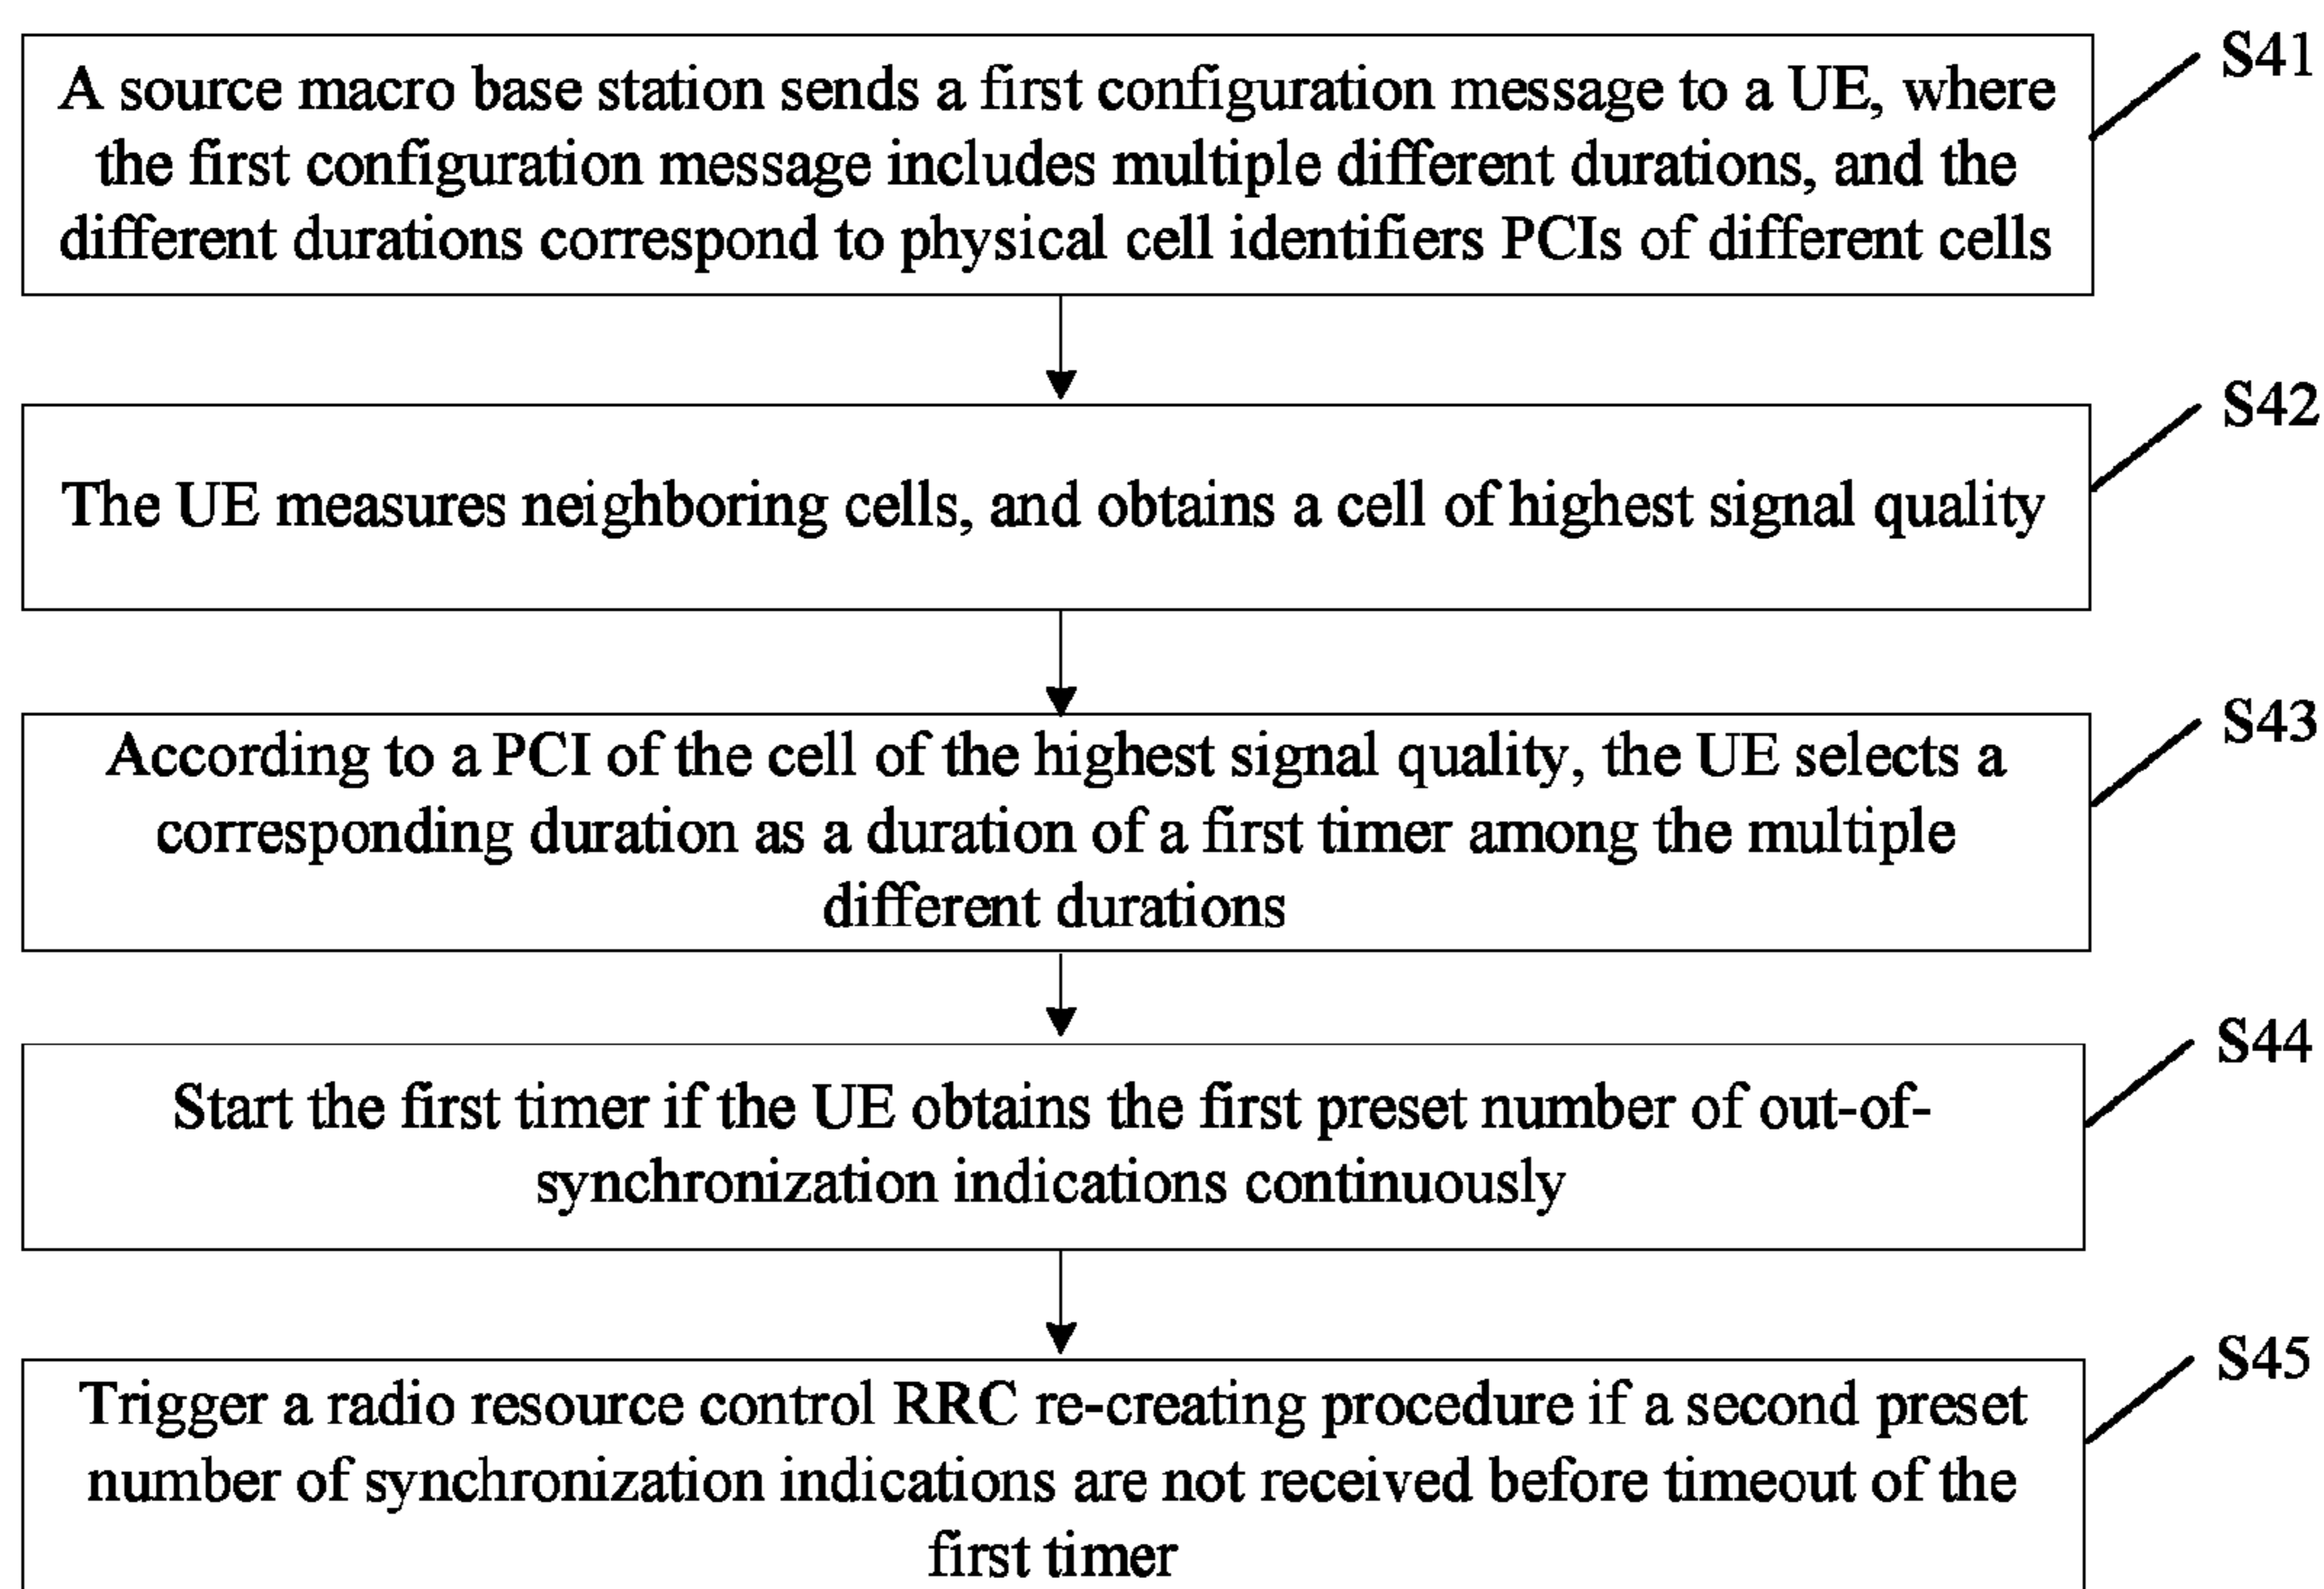 A source macro base station sends a first configuration message to a UE, where
the first configuration message includes multiple different durations, and the
different durations correspond to physical cell identifiers PCIs of different cells
S41
The UE measures neighboring cells, and obtains a cell of highest signal quality
S42
According to a PCI of the cell of the highest signal quality, the UE selects a
corresponding duration as a duration of a first timer among the multiple
different durations
S43
Start the first timer if the UE obtains the first preset number of out-of-
synchronization indications continuously
S44
Trigger a radio resource control RRC re-creating procedure if a second preset
number of synchronization indications are not received before timeout of the
first timer
S45